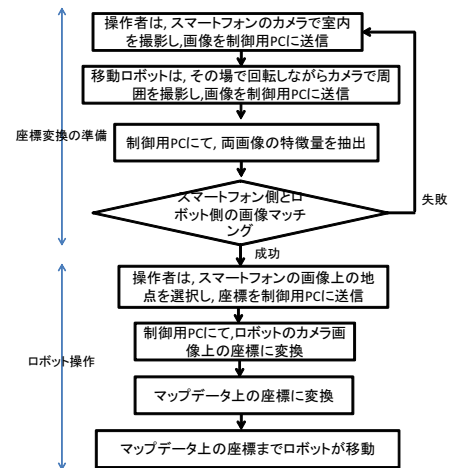 操作者は, スマートフォンのカメラで室内
を撮影し,画像を制御用PCに送信
移動ロボットは, その場で回転しながらカメラで周
囲を撮影し,画像を制御用PCに送信
座標変換の準備
制御用PCにて, 両画像の特徴量を抽出
スマートフォン側とロ
ボット側の画像マッチ
ング
失敗
成功
操作者は, スマートフォンの画像上の地
点を選択し, 座標を制御用PCに送信
制御用PCにて,ロボットのカメラ画
像上の座標に変換
ロボット操作
マップデータ上の座標に変換
マップデータ上の座標までロボットが移動